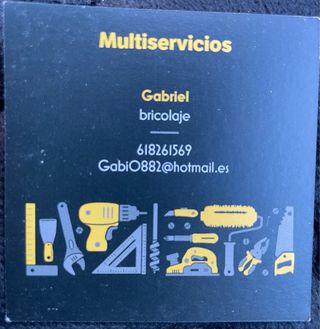 Multiservicios
Gabriel
bricolaje
618261569
Gabi0882@hotmail.es